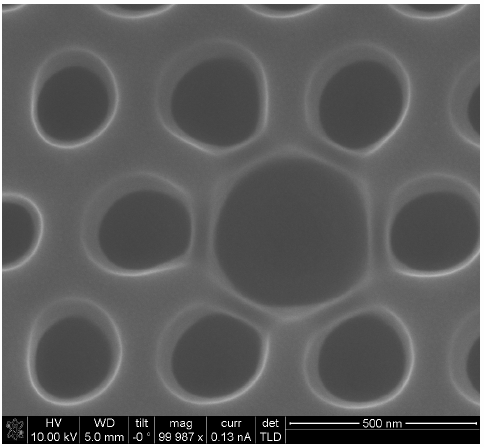 HV WD tilt mag curr det 500 nm
10.00 kV 5.0 mm -0 ° 99 987 x 0.13 nA TLD